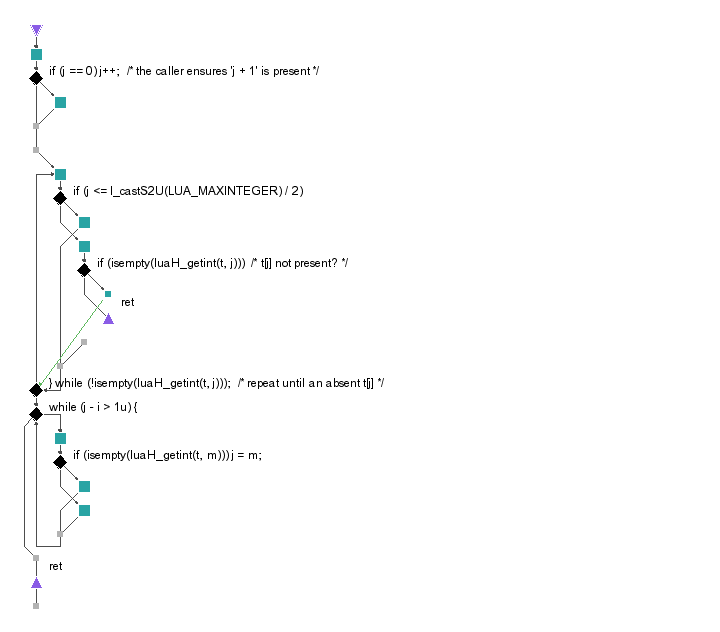 if (j == 0) j++;  /* the caller ensures 'j + 1' is present */
if (j <= l_castS2U(LUA_MAXINTEGER) / 2)
if (isempty(luaH_getint(t, j)))  /* t[j] not present? */
ret
} while (!isempty(luaH_getint(t, j)));  /* repeat until an absent t[j] */
while (j - i > 1u) {
if (isempty(luaH_getint(t, m))) j = m;
ret